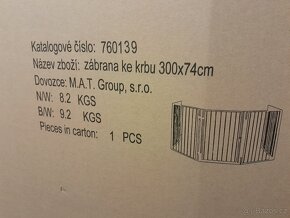 Katalogové číslo: 760139
Název zboží: zábrana ke krbu 300x74cm
Dovozce: M.A.T. Group, s.r.o.
N/W: 8.2 KGS
B/W: 9.2 KGS
Pieces in carton: 1 PCS